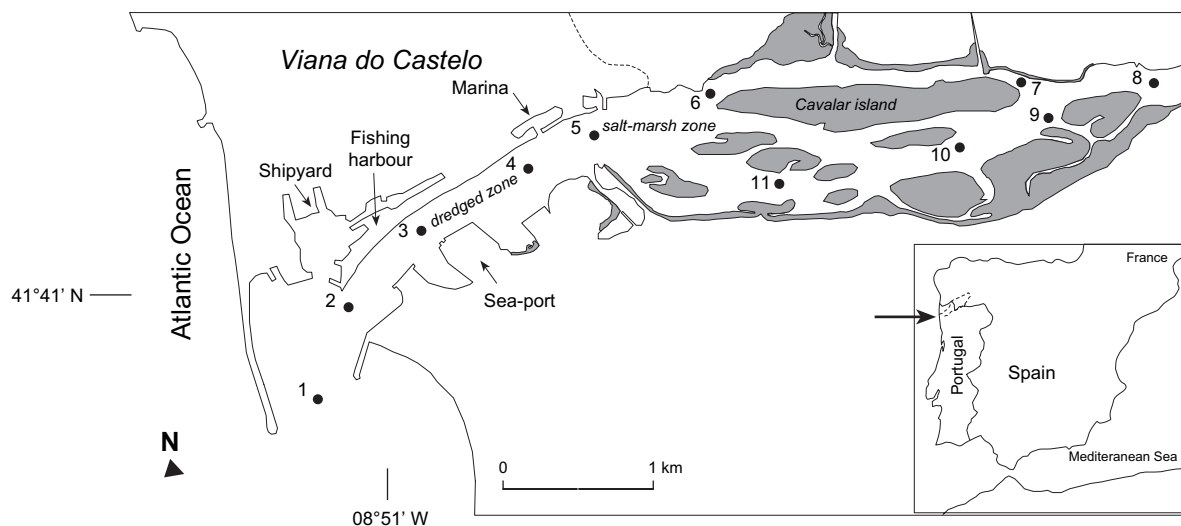 Viana do Castelo
Marina
Fishing
harbour
Shipyard
Atlantic Ocean
dredged zone
salt-marsh zone
Cavalar island
Sea-port
1
2
3
4
5
6
7
8
9
10
11
41°41’ N
08°51’ W
N
0
1 km
France
Portugal
Spain
Mediterranean Sea